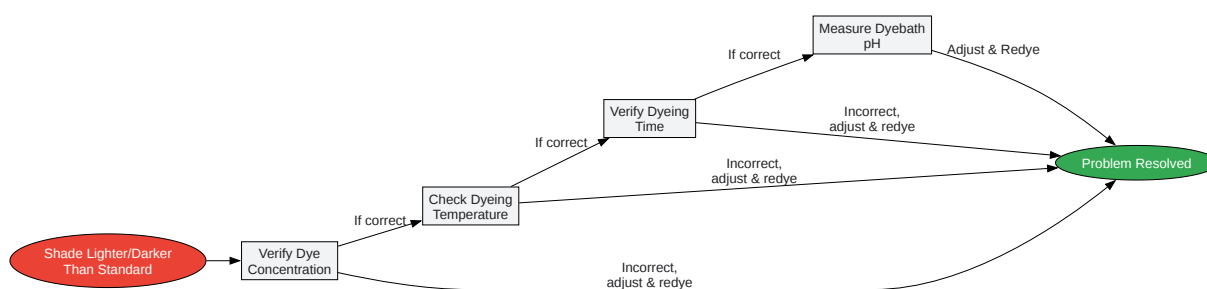 Measure Dyebath
pH
If correct
Adjust & Redye
Verify Dyeing
Time
Incorrect,
adjust & redye
If correct
Problem Resolved
Incorrect,
adjust & redye
Check Dyeing
Temperature
If correct
Shade Lighter/Darker
Than Standard
Verify Dye
Concentration
Incorrect,
adjust & redye